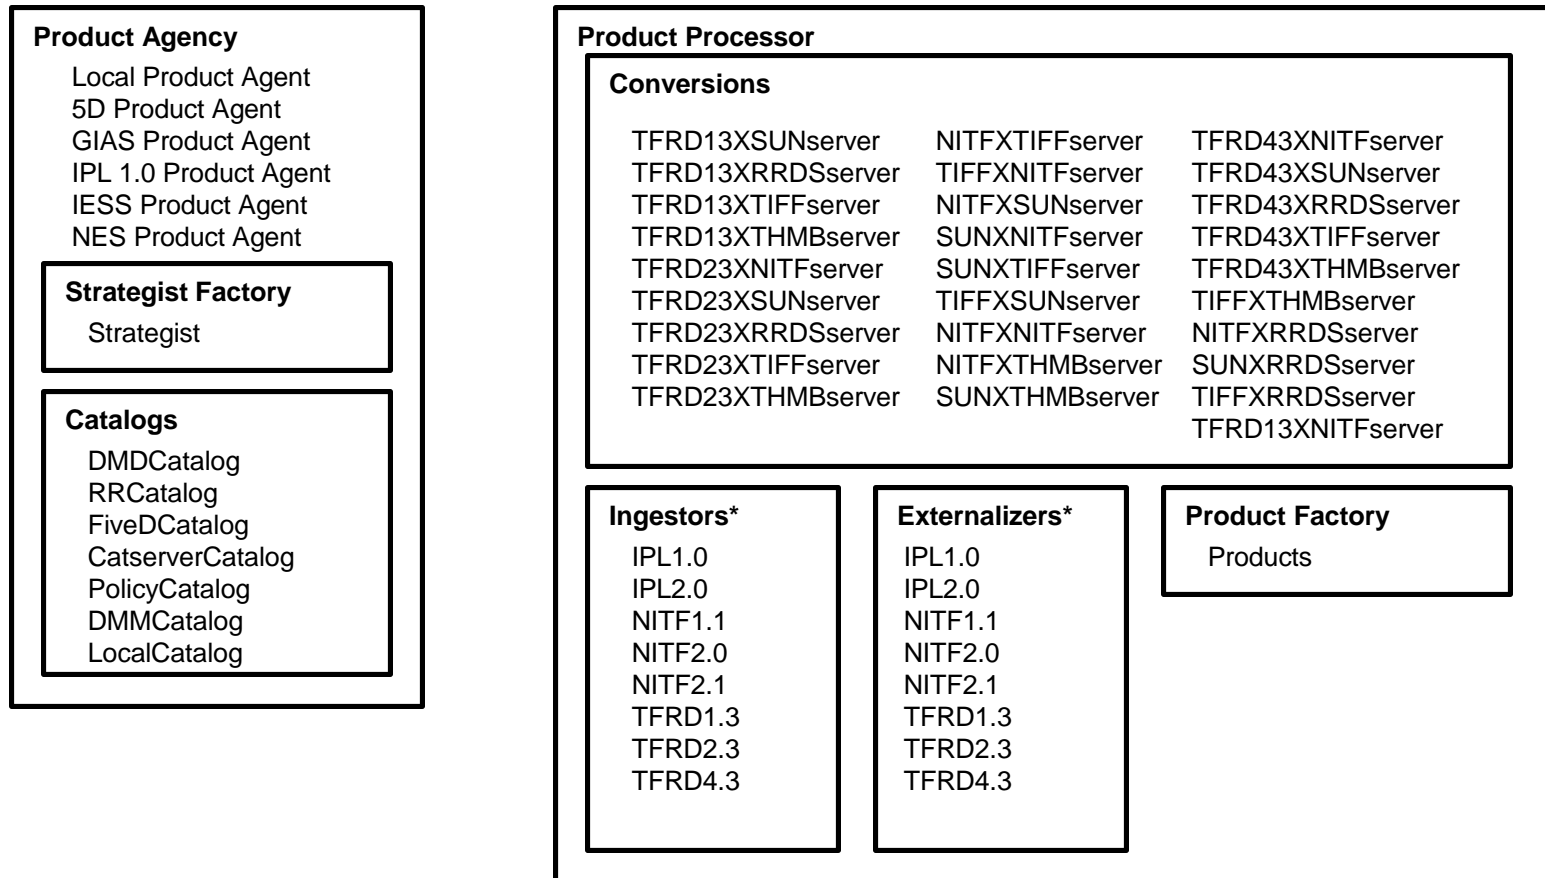 Product Agency
Local Product Agent
5D Product Agent
GIAS Product Agent
IPL 1.0 Product Agent
IESS Product Agent
NES Product Agent
Strategist Factory
Strategist
Catalogs
DMDCatalog
RRCatalog
FiveDCatalog
CatserverCatalog
PolicyCatalog
DMMCatalog
LocalCatalog
Product Processor
Conversions
TFRD13XSUNserver
TFRD13XRRDSserver
TFRD13XTIFFserver
TFRD13XTHMBserver
TFRD23XNITFserver
TFRD23XSUNserver
TFRD23XRRDSserver
TFRD23XTIFFserver
TFRD23XTHMBserver
NITFXTIFFserver
TIFFXNITFserver
NITFXSUNserver
SUNXNITFserver
SUNXTIFFserver
TIFFXSUNserver
NITFXNITFserver
NITFXTHMBserver
SUNXTHMBserver
TFRD43XNITFserver
TFRD43XSUNserver
TFRD43XRRDSserver
TFRD43XTIFFserver
TFRD43XTHMBserver
TIFFXTHMBserver
NITFXRRDSserver
SUNXRRDSserver
TIFFXRRDSserver
TFRD13XNITFserver
Ingestors*
IPL1.0
IPL2.0
NITF1.1
NITF2.0
NITF2.1
TFRD1.3
TFRD2.3
TFRD4.3
Externalizers*
IPL1.0
IPL2.0
NITF1.1
NITF2.0
NITF2.1
TFRD1.3
TFRD2.3
TFRD4.3
Product Factory
Products